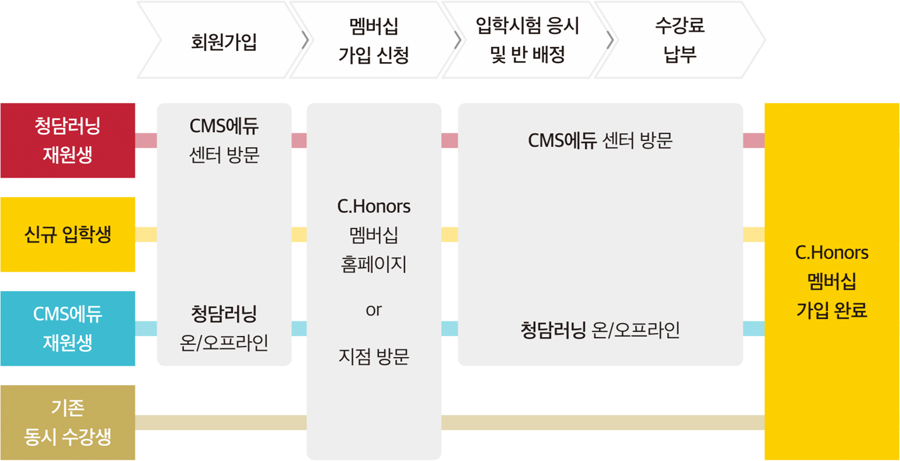 회원가입
멤버십
가입 신청
입학시험 응시
및 반 배정
수강료
납부
청담러닝
재원생
CMS에듀
센터 방문
CMS에듀 센터 방문
신규 입학생
C.Honors
멤버십
홈페이지
or
지점 방문
CMS에듀
재원생
청담러닝
온/오프라인
청담러닝 온/오프라인
기존
동시 수강생
C.Honors
멤버십
가입 완료